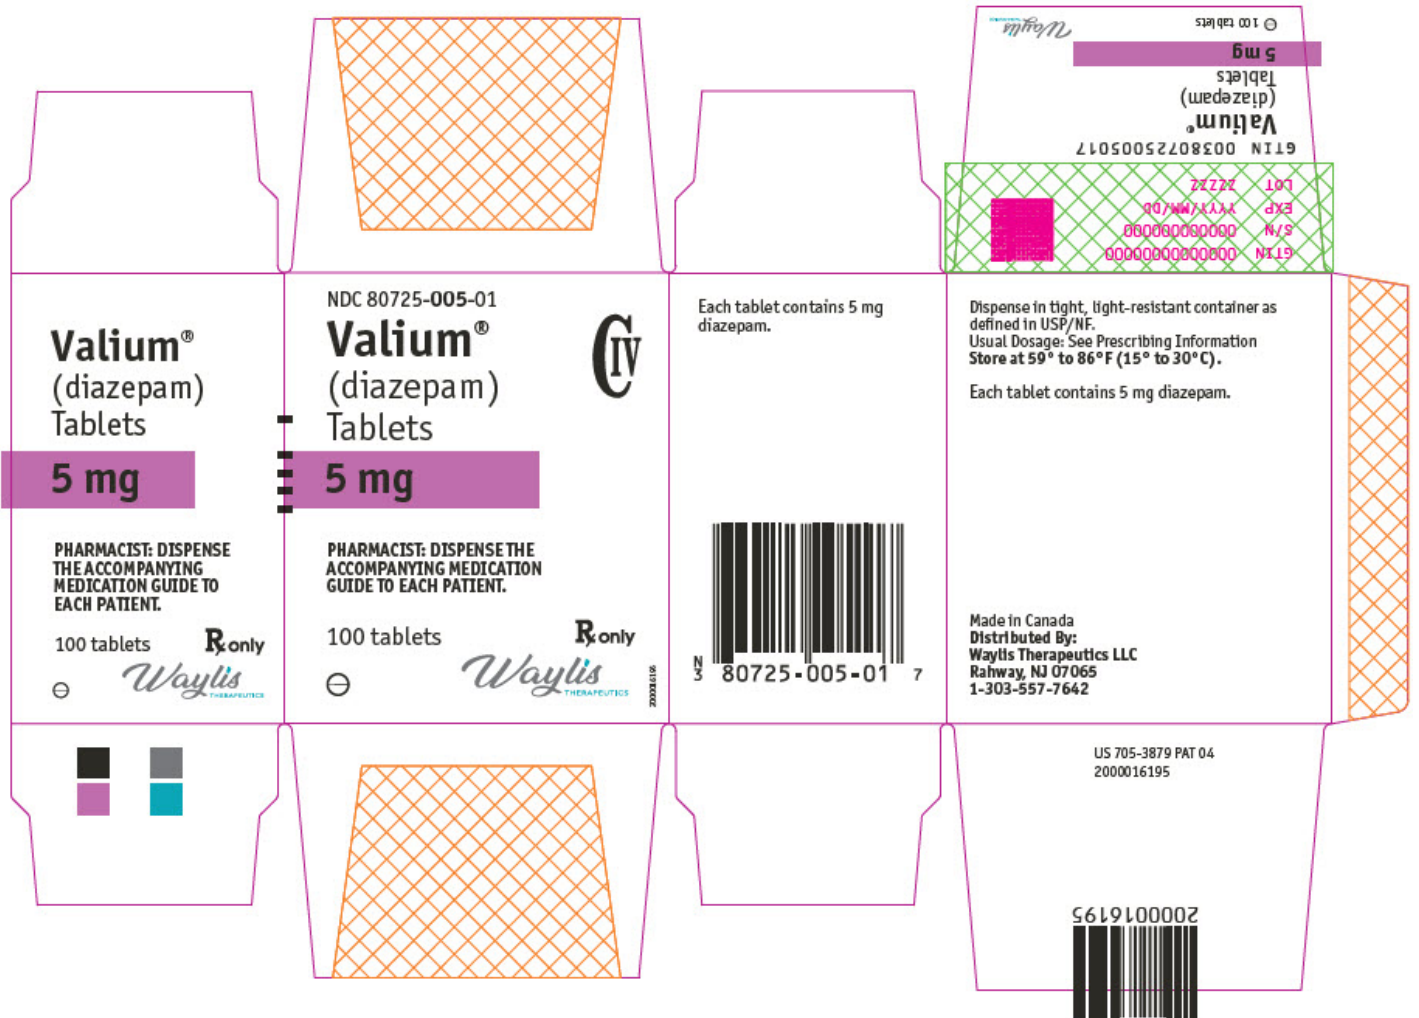 Waylis
THERAPEUTICS
100 tablets
5 mg
Tablets
(diazepam)
Valium®
GTIN 00380725005017
LOT ZZZZZ
EXP YYYY/MM/DD
S/N 000000000000
GTIN 00000000000000
Valium®
(diazepam)
Tablets
5 mg
PHARMACIST: DISPENSE
THE ACCOMPANYING
MEDICATION GUIDE TO
EACH PATIENT.
100 tablets
Rx only
Waylis
THERAPEUTICS
NDC 80725-005-01
Valium®
(diazepam)
Tablets
CIV
5 mg
PHARMACIST: DISPENSE THE
ACCOMPANYING MEDICATION
GUIDE TO EACH PATIENT.
100 tablets
Rx only
Waylis
THERAPEUTICS
2000016195
Each tablet contains 5 mg
diazepam.
N
3 80725-005-01 7
Dispense in tight, light-resistant container as
defined in USP/NF.
Usual Dosage: See Prescribing Information
Store at 59° to 86°F (15° to 30°C).
Each tablet contains 5 mg diazepam.
Made in Canada
Distributed By:
Waylis Therapeutics LLC
Rahway, NJ 07065
1-303-557-7642
US 705-3879 PAT 04
2000016195
2000016195